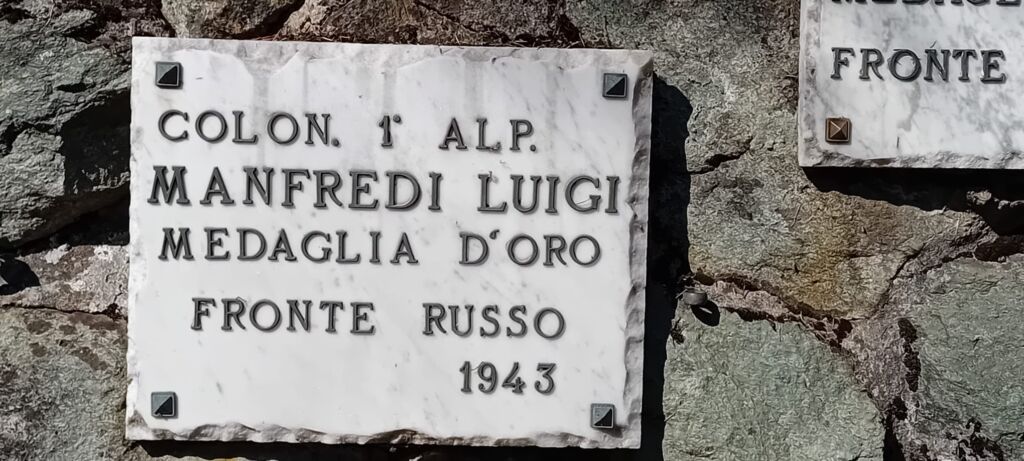 COLON. 1° ALP.
MANFREDI LUIGI
MEDAGLIA D'ORO
FRONTE RUSSO
1943
FRONTE